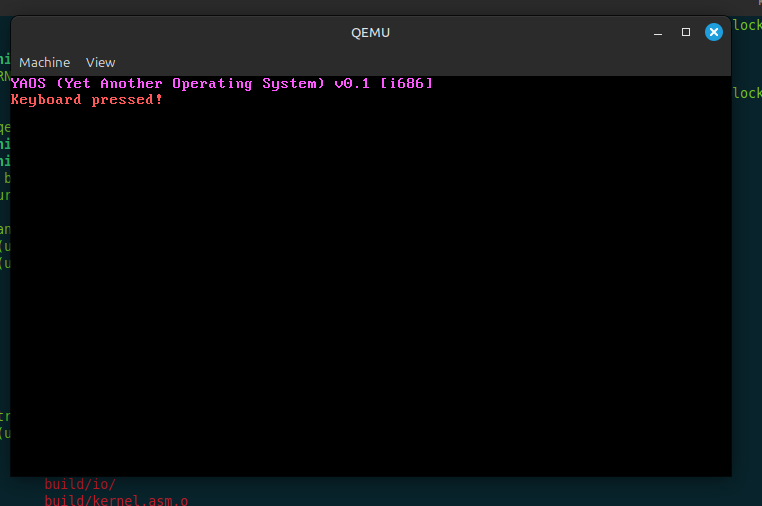 QEMU
lock
Machine View
YAOS (Yet Another Operating System) v0.1 [i686]
lock
Keyboard pressed!
build/io/
build/kernel.asm.o